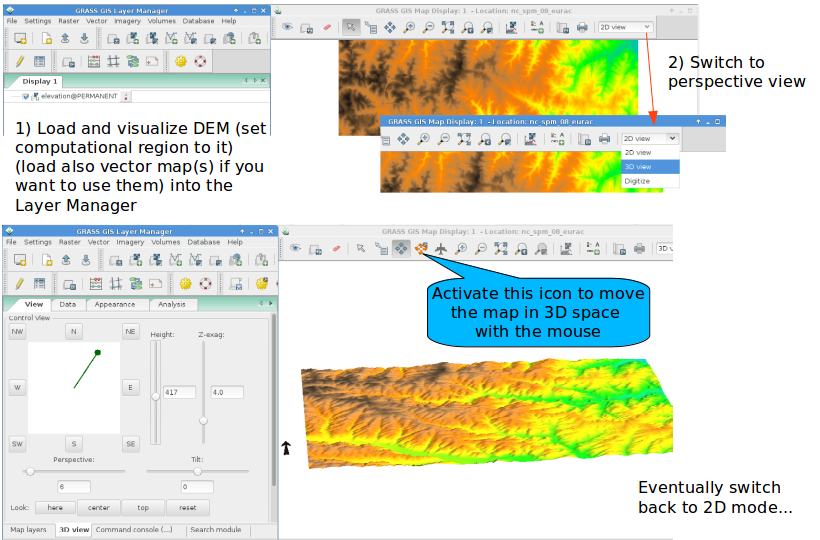 GRASS GIS Layer Manager
File Settings Raster Vector Imagery Volumes Database Help
Display 1
elevation@PERMANENT
1) Load and visualize DEM (set
computational region to it)
(load also vector map(s) if you
want to use them) into the
Layer Manager
GRASS GIS Map Display: 1 - Location: nc_spm_08_eurac
2D view
2) Switch to
perspective view
GRASS GIS Map Display: 1 - Location: nc_spm_08_eurac
2D view
2D view
3D view
Digitize
GRASS GIS Layer Manager
File Settings Raster Vector Imagery Volumes Database Help
View Data Appearance Analysis
Control View
NW N NE
W E
SW S SE
Height: Z-exag:
417 4.0
Perspective: Tilt:
6 0
Look: here center top reset
Map layers 3D view Command console (...) Search module
GRASS GIS Map Display: 1 - Location: nc_spm_08_eurac
Activate this icon to move
the map in 3D space
with the mouse
Eventually switch
back to 2D mode...